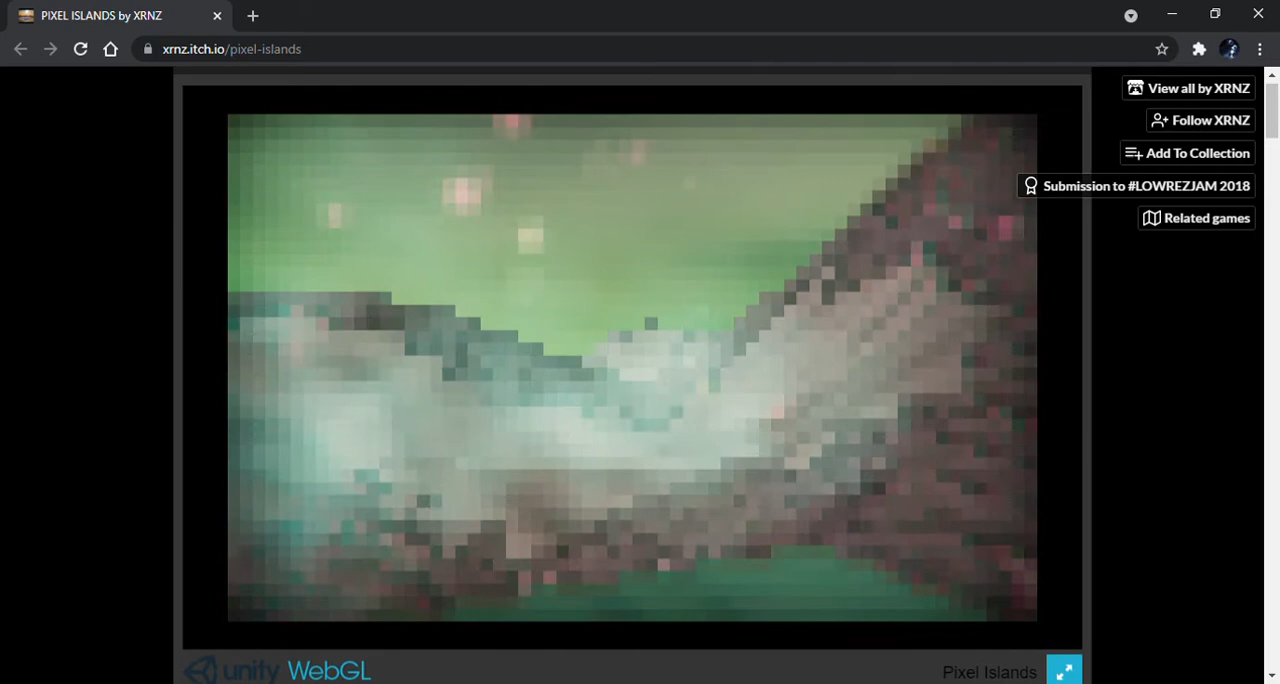 PIXEL ISLANDS by XRNZ
xrnz.itch.io/pixel-islands
View all by XRNZ
Follow XRNZ
Add To Collection
Submission to #LOWREZJAM 2018
Related games
unity WebGL
Pixel Islands